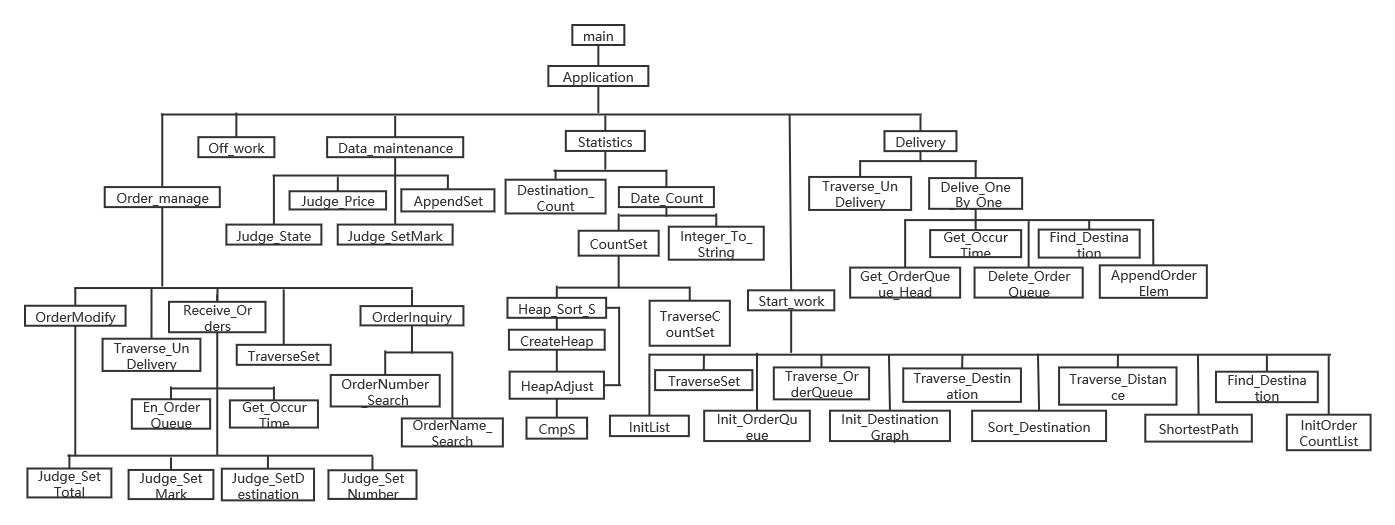 main
Application
Off_work
Data_maintenance
Statistics
Delivery
Order_manage
Judge_Price
AppendSet
Judge_State
Judge_SetMark
Destination_
Count
Date_Count
CountSet
Integer_To_
String
Traverse_Un
Delivery
Delive_One
_By_One
Get_Occur
Time
Find_Destina
tion
Get_OrderQue
ue_Head
Delete_Order
Queue
AppendOrder
Elem
OrderModify
Receive_Or
ders
OrderInquiry
Traverse_Un
Delivery
TraverseSet
OrderNumber
_Search
OrderName_
Search
En_Order
Queue
Get_Occur
Time
Judge_Set
Total
Judge_Set
Mark
Judge_SetD
estination
Judge_Set
Number
Heap_Sort_S
CreateHeap
HeapAdjust
CmpS
TraverseC
ountSet
Start_work
TraverseSet
Traverse_Or
derQueue
Traverse_Destin
ation
Traverse_Distan
ce
Find_Destina
tion
InitList
Init_OrderQu
eue
Init_Destination
Graph
Sort_Destination
ShortestPath
InitOrder
CountList